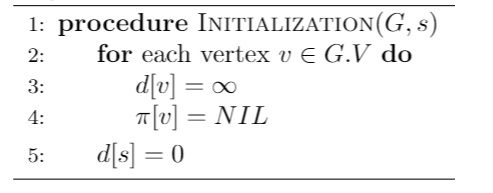 1: procedure INITIALIZATION(G, s)
2: for each vertex v ∈ G.V do
3: d[v] = ∞
4: π[v] = NIL
5: d[s] = 0